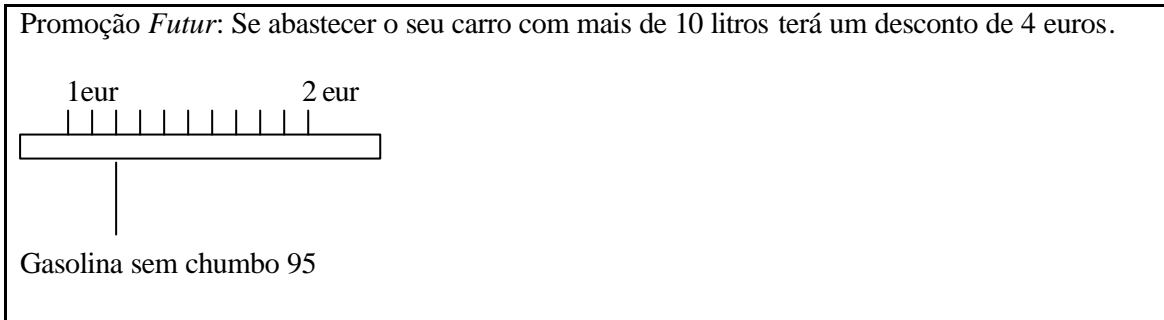 Promoção Futur: Se abastecer o seu carro com mais de 10 litros terá um desconto de 4 euros.
1eur 2 eur
Gasolina sem chumbo 95